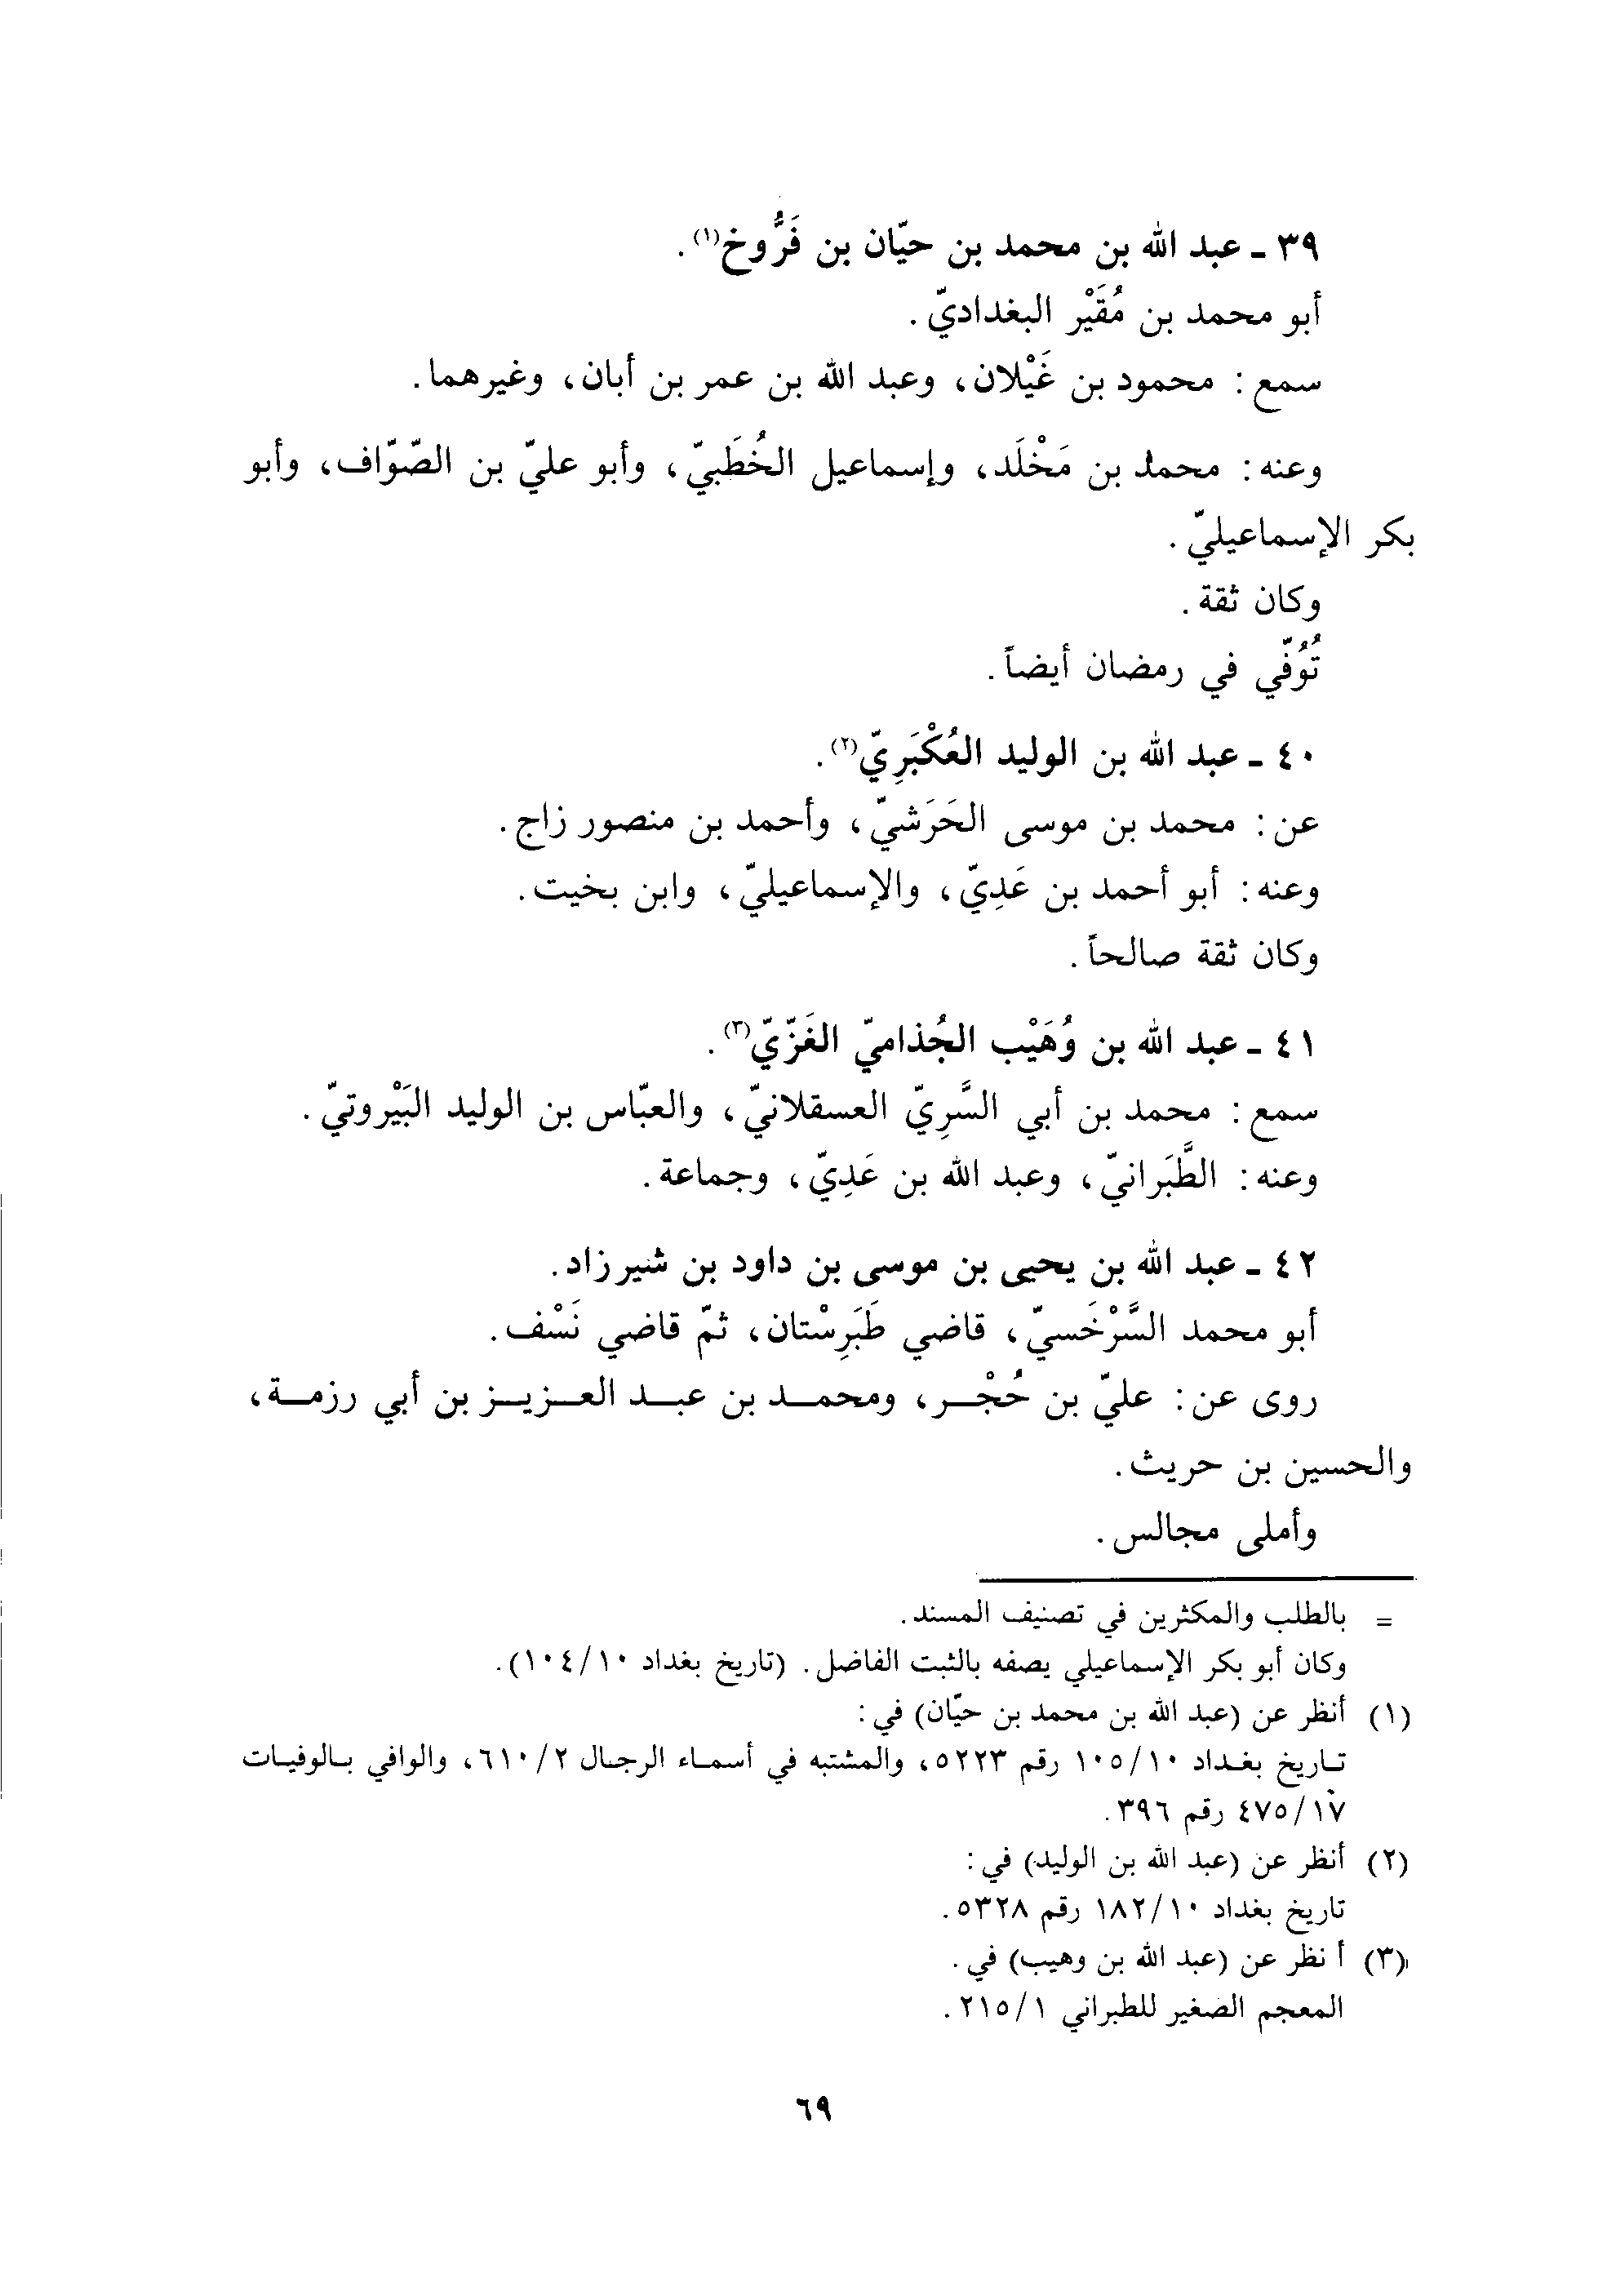 ٣٩ ـ عبد الله بن محمد بن حيّان بن فَرُّوخ(١).
أبو محمد بن مُقَيْر البغداديّ.
سمع: محمود بن غَيْلان، وعبد الله بن عمر بن أبان، وغيرهما.
وعنه: محمد بن مَخْلَد، وإسماعيل الخُطَبيّ، وأبو عليّ بن الصّوّاف، وأبو
بكر الإسماعيليّ.
وكان ثقة.
تُوُفّي في رمضان أيضاً.
٤٠ ـ عبد الله بن الوليد العُكْبَرِيّ(٢).
عن: محمد بن موسى الحَرَشيّ، وأحمد بن منصور زاج.
وعنه: أبو أحمد بن عَدِيّ، والإسماعيليّ، وابن بخيت.
وكان ثقة صالحاً.
٤١ ـ عبد الله بن وُهَيْب الجُذاميّ الغَزّيّ(٣).
سمع: محمد بن أبي السَّرِيّ العسقلانيّ، والعبّاس بن الوليد البَيْروتيّ.
وعنه: الطَّبَرانيّ، وعبد الله بن عَدِيّ، وجماعة.
٤٢ ـ عبد الله بن يحيى بن موسى بن داود بن شيرزاد.
أبو محمد السَّرْخَسيّ، قاضي طَبَرِسْتان، ثمّ قاضي نَسْف.
روى عن: عليّ بن حُجْر، ومحمد بن عبد العزيز بن أبي رزمة،
والحسين بن حريث.
وأملى مجالس.
= بالطلب والمكثرين في تصنيف المسند.
وكان أبو بكر الإسماعيلي يصفه بالثبت الفاضل. (تاريخ بغداد ١٠٤/١٠).
(١) أنظر عن (عبد الله بن محمد بن حيّان) في:
تاريخ بغداد ١٠٥/١٠ رقم ٥٢٢٣، والمشتبه في أسماء الرجال ٦١٠/٢، والوافي بالوفيات
٤٧٥/١٧ رقم ٣٩٦.
(٢) أنظر عن (عبد الله بن الوليد) في:
تاريخ بغداد ١٨٢/١٠ رقم ٥٣٢٨.
(٣) أ نظر عن (عبد الله بن وهيب) في.
المعجم الصغير للطبراني ٢١٥/١.
٦٩